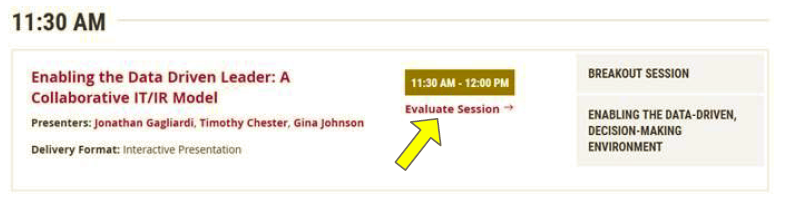 11:30 AM
Enabling the Data Driven Leader: A
Collaborative IT/IR Model
Presenters: Jonathan Gagliardi, Timothy Chester, Gina Johnson
Delivery Format: Interactive Presentation
11:30 AM - 12:00 PM
Evaluate Session →
BREAKOUT SESSION
ENABLING THE DATA-DRIVEN,
DECISION-MAKING
ENVIRONMENT